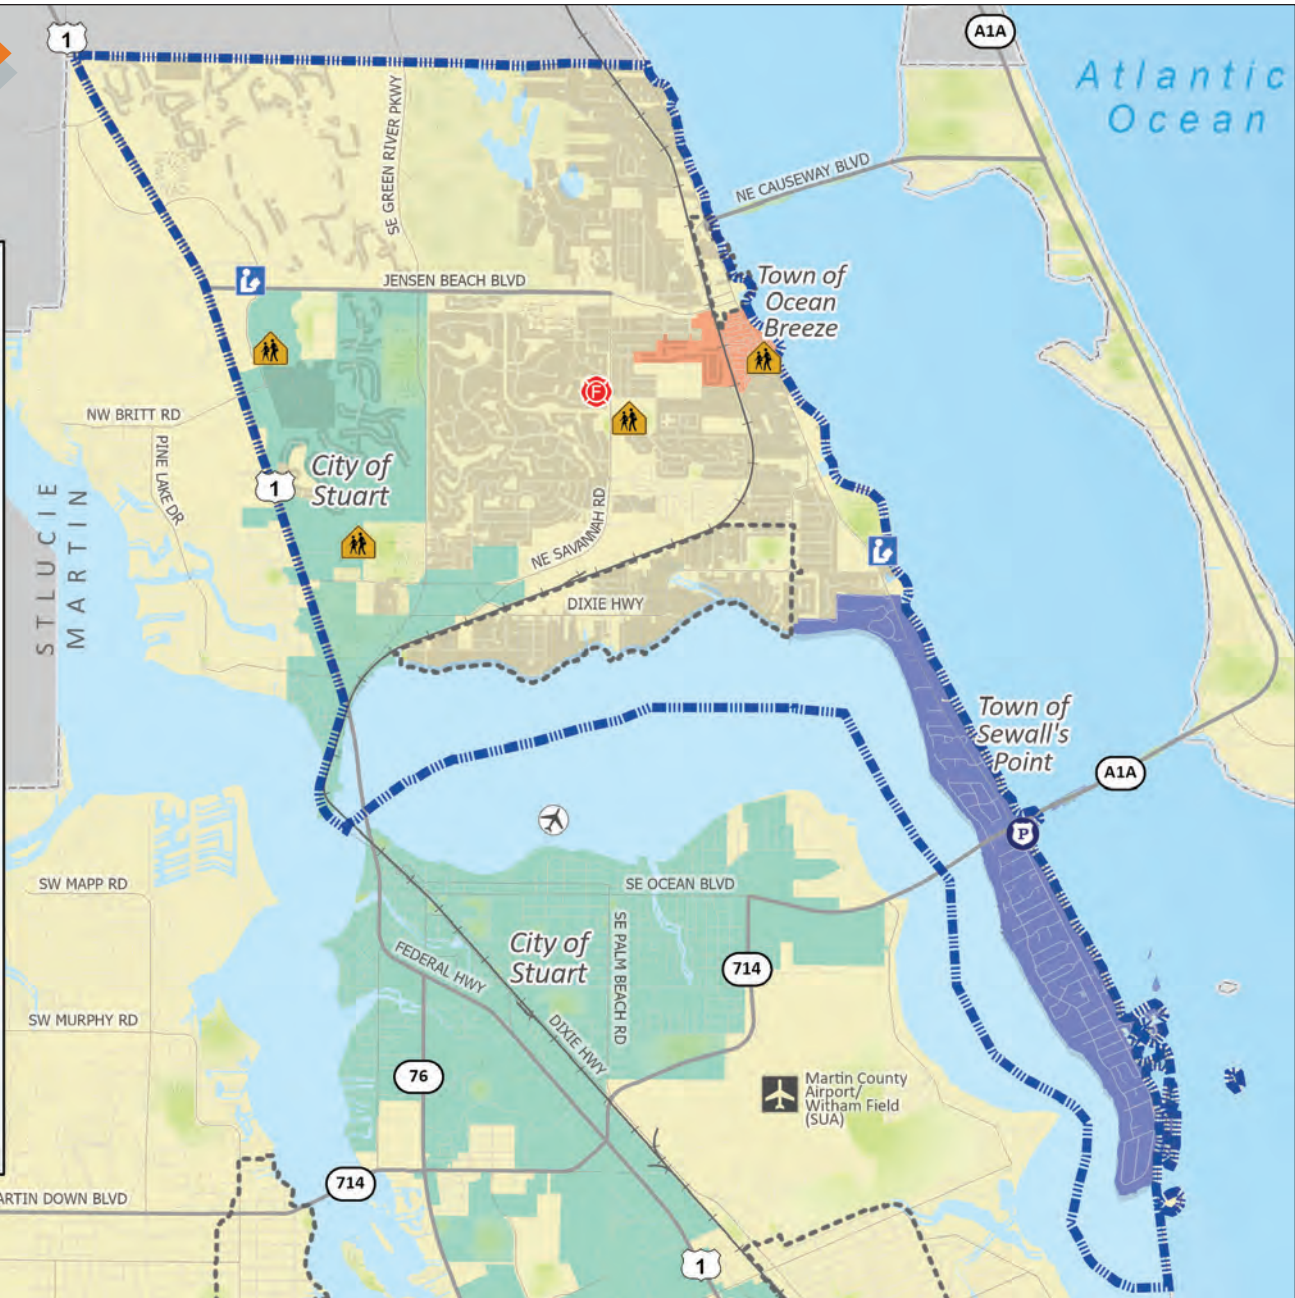 1
A1A
Atlantic
Ocean
SE GREEN RIVER PKWY
NE CAUSEWAY BLVD
JENSEN BEACH BLVD
Town of
Ocean
Breeze
F
NW BRITT RD
PINE LAKE DR
City of
Stuart
1
ST LUCIE
MARTIN
NE SAVANNAH RD
DIXIE HWY
Town of
Sewall's
Point
A1A
P
SW MAPP RD
SE OCEAN BLVD
City of
Stuart
SE PALM BEACH RD
FEDERAL HWY
714
DIXIE HWY
SW MURPHY RD
76
Martin County
Airport/
Witham Field
(SUA)
714
ARTIN DOWN BLVD
1